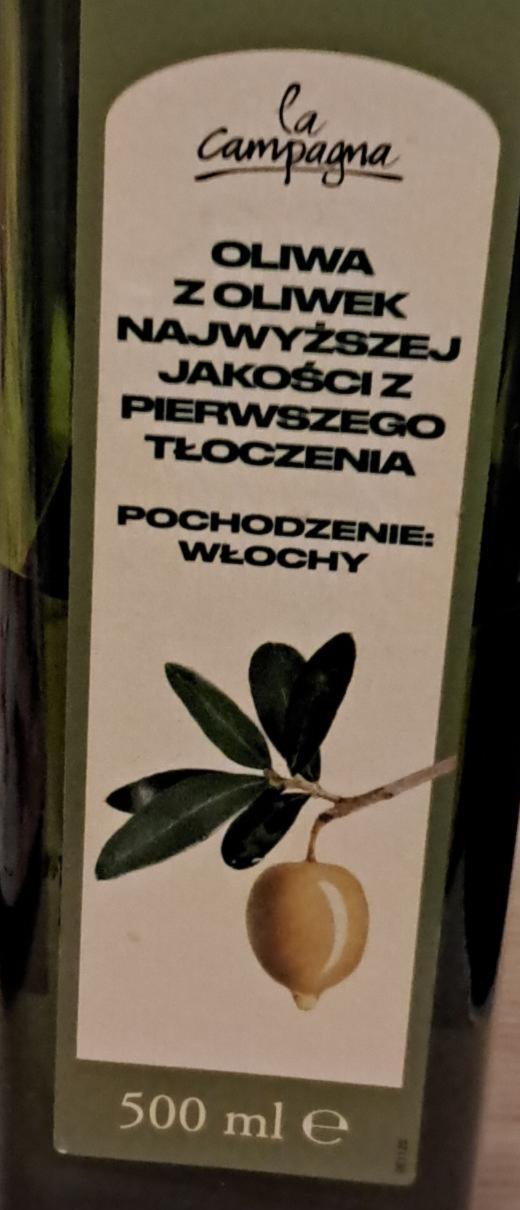 la
Campagna
OLIWA
Z OLIWEK
NAJWYŻSZEJ
JAKOŚCI Z
PIERWSZEGO
TŁOCZENIA
POCHODZENIE:
WŁOCHY
500 ml ℮